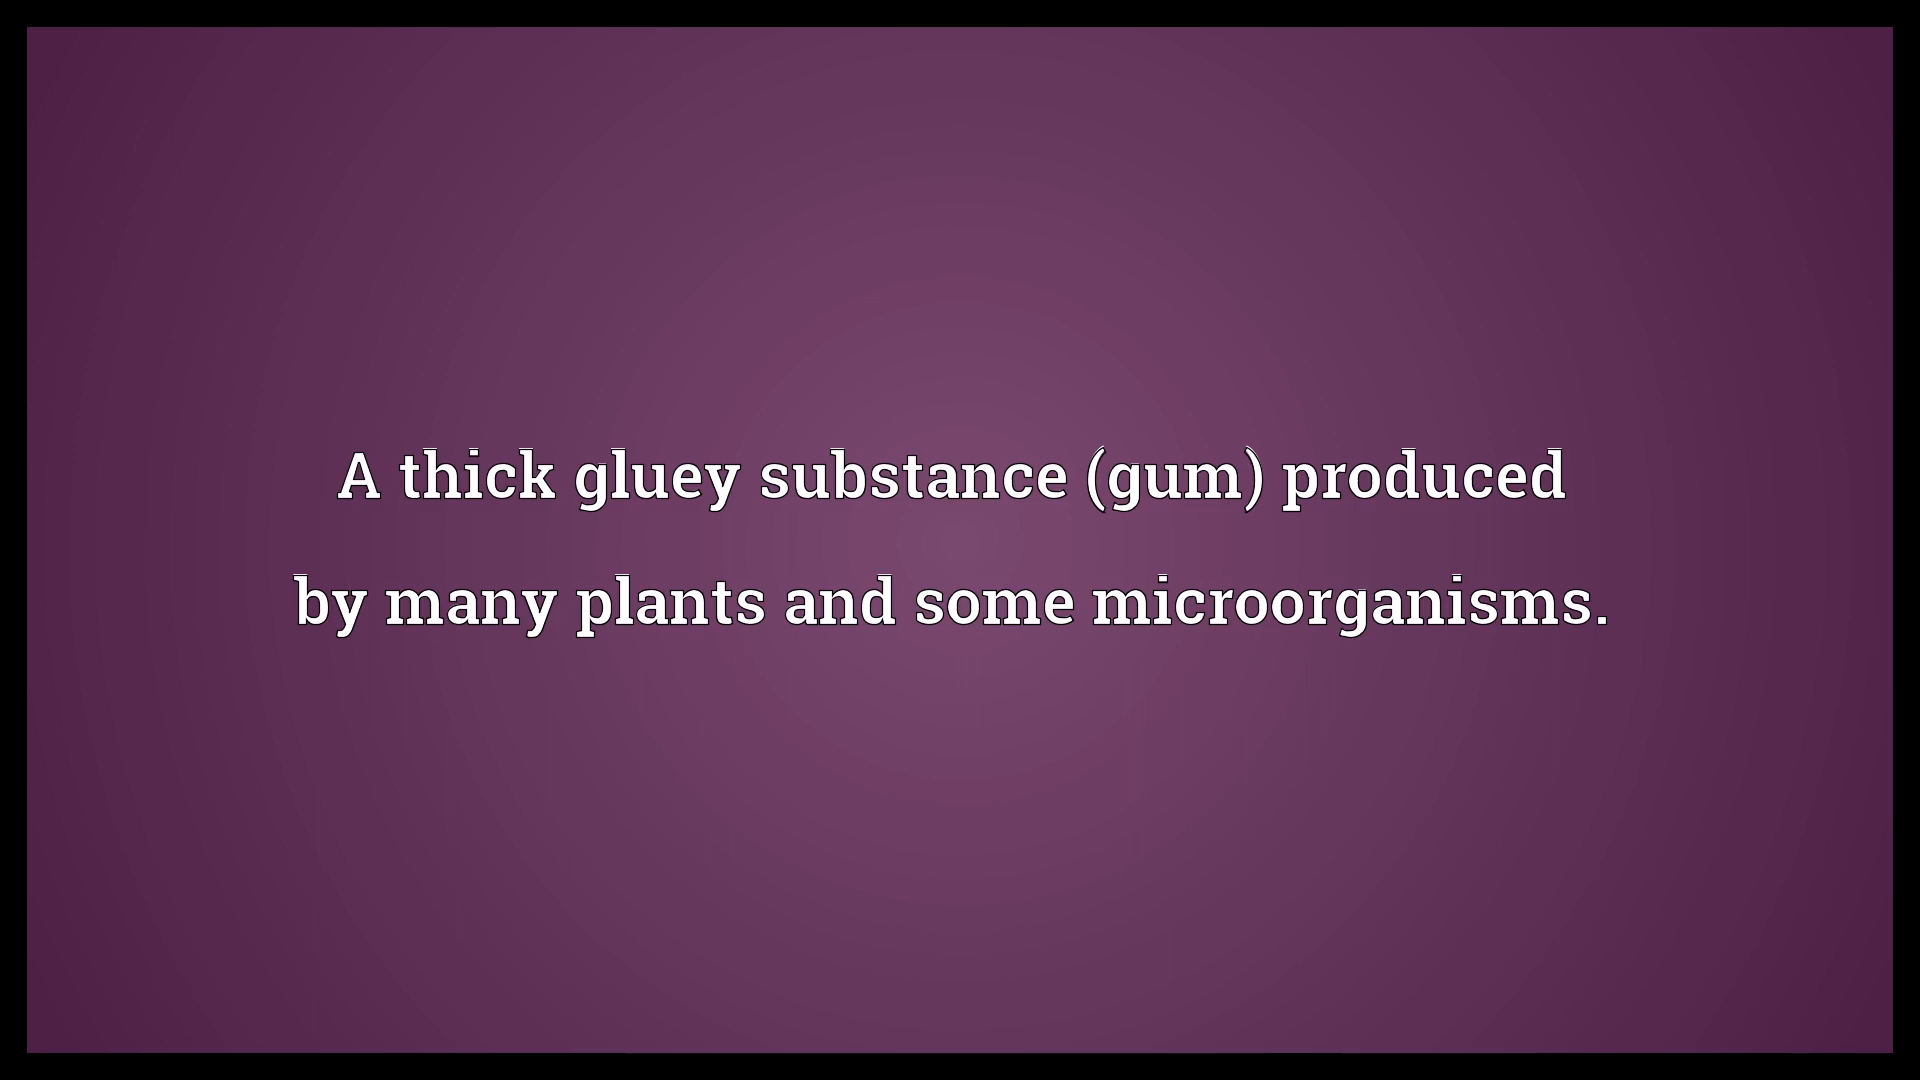 A thick gluey substance (gum) produced
by many plants and some microorganisms.